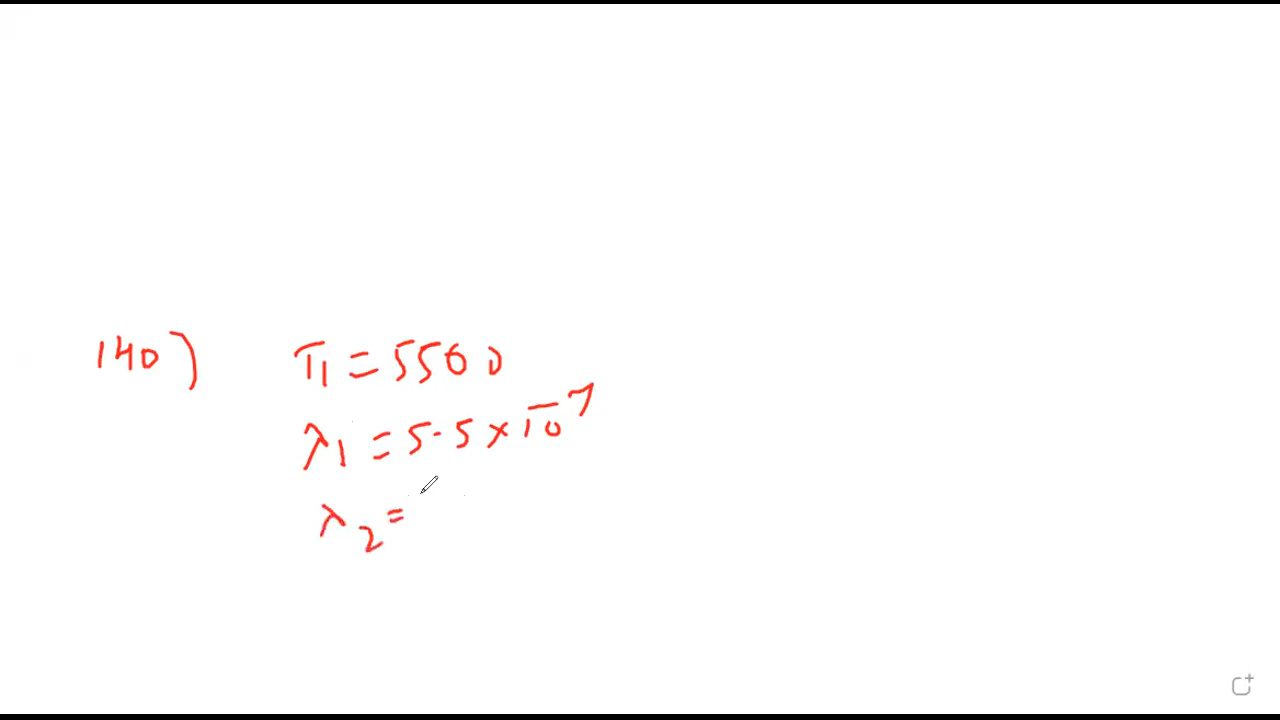 140) T1 = 5500
λ1 = 5.5 × 10⁻⁷
λ2 =